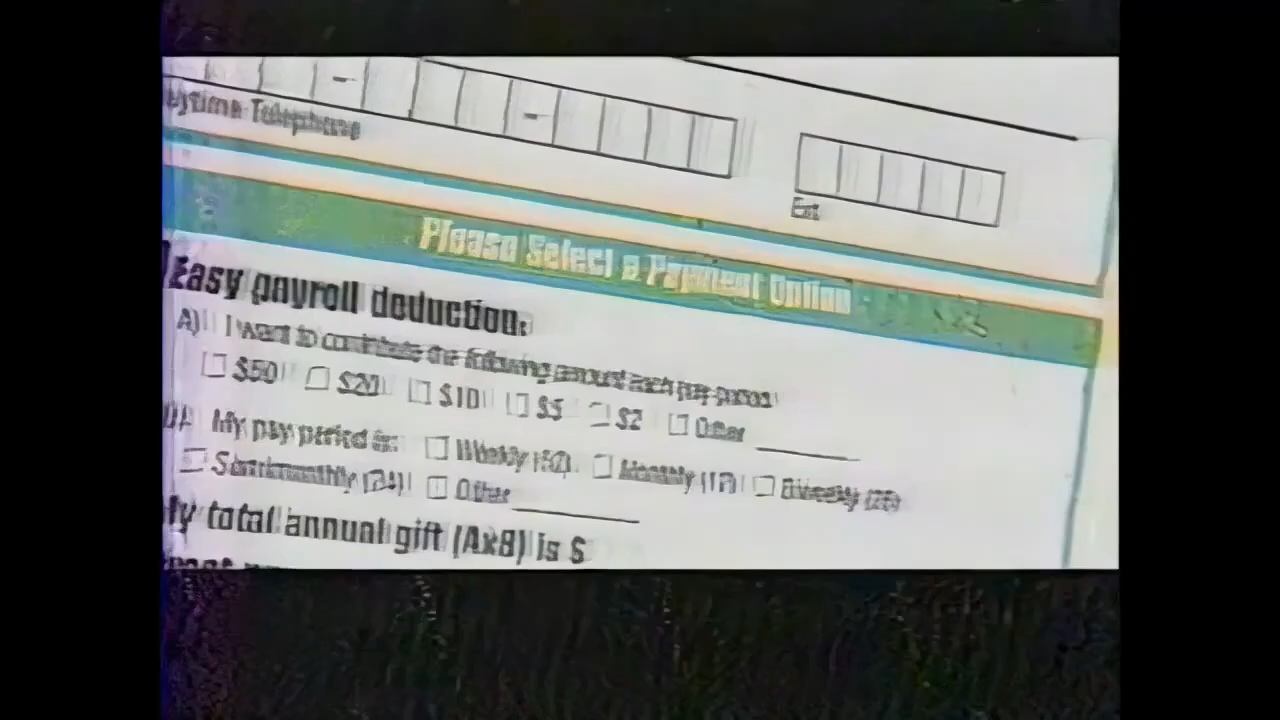 Daytime Telephone
Ext.
Please Select a Payment Option
Easy payroll deduction:
A) I want to contribute the following amount each pay period
$50 $20 $10 $5 $2 Other
My pay period is: Weekly (52) Monthly (12) Biweekly (26)
Semimonthly (24) Other
My total annual gift (AxB) is $